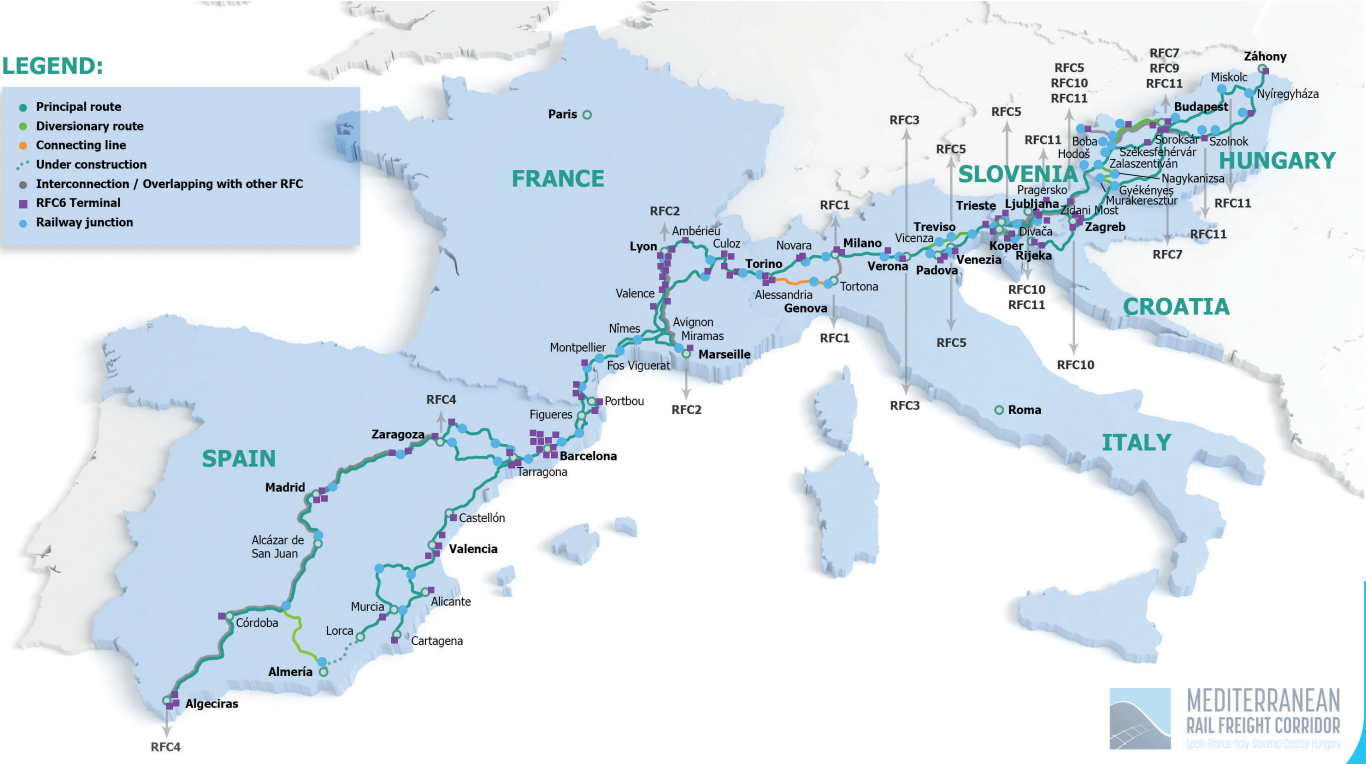 LEGEND:
Principal route
Diversionary route
Connecting line
Under construction
Interconnection / Overlapping with other RFC
RFC6 Terminal
Railway junction
Paris
FRANCE
RFC2
Ambérieu
Lyon
Culoz
Valence
Avignon
Miramas
Nîmes
Montpellier
Fos Viguerat
Marseille
RFC2
Portbou
Figueres
RFC4
Zaragoza
Barcelona
Tarragona
SPAIN
Madrid
Castellón
Alcázar de
San Juan
Valencia
Alicante
Murcia
Córdoba
Lorca
Cartagena
Almería
Algeciras
RFC4
RFC3
RFC5
RFC1
Novara
Milano
Torino
Alessandria
Tortona
Genova
RFC1
Vicenza
Treviso
Verona
Padova
Venezia
RFC5
RFC3
Roma
ITALY
RFC5
RFC11
SLOVENIA
Trieste
Ljubljana
Pragersko
Zidani Most
Divača
Koper
Rijeka
Zagreb
RFC10
RFC11
RFC10
CROATIA
RFC5
RFC10
RFC11
RFC7
RFC9
RFC11
Záhony
Miskolc
Nyíregyháza
Budapest
Boba
Hodoš
Soroksár
Szolnok
Székesfehérvár
Zalaszentiván
HUNGARY
Nagykanizsa
Gyékényes
Murakeresztúr
RFC11
RFC11
RFC7
MEDITERRANEAN
RAIL FREIGHT CORRIDOR
Spain-France-Italy-Slovenia-Croatia-Hungary